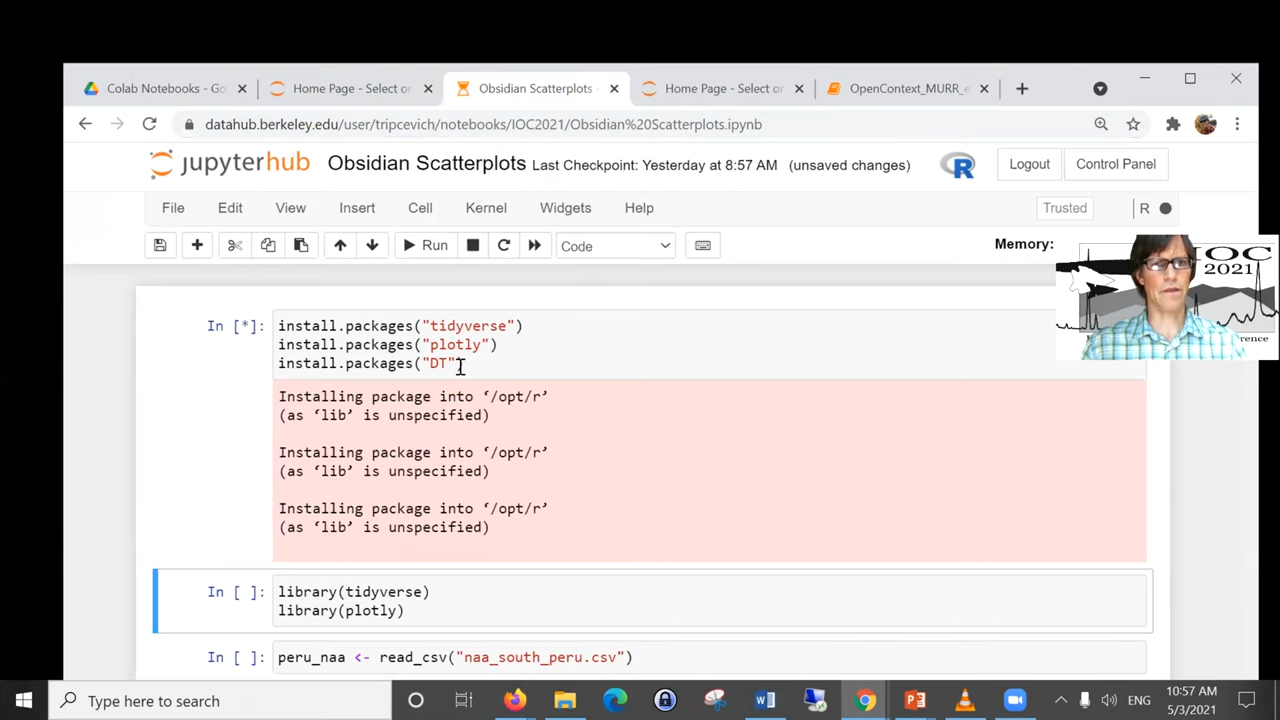 Colab Notebooks - Go
Home Page - Select or
Obsidian Scatterplots -
Home Page - Select or
OpenContext_MURR_e
datahub.berkeley.edu/user/tripcevich/notebooks/IOC2021/Obsidian%20Scatterplots.ipynb
jupyterhub Obsidian Scatterplots Last Checkpoint: Yesterday at 8:57 AM (unsaved changes)
R
Logout
Control Panel
File Edit View Insert Cell Kernel Widgets Help
Trusted
R
Run
Code
Memory:
IOC
2021
In [*]:
install.packages("tidyverse")
install.packages("plotly")
install.packages("DT")
Installing package into ‘/opt/r’
(as ‘lib’ is unspecified)
Installing package into ‘/opt/r’
(as ‘lib’ is unspecified)
Installing package into ‘/opt/r’
(as ‘lib’ is unspecified)
In [ ]:
library(tidyverse)
library(plotly)
In [ ]:
peru_naa <- read_csv("naa_south_peru.csv")
Type here to search
ENG
10:57 AM
5/3/2021